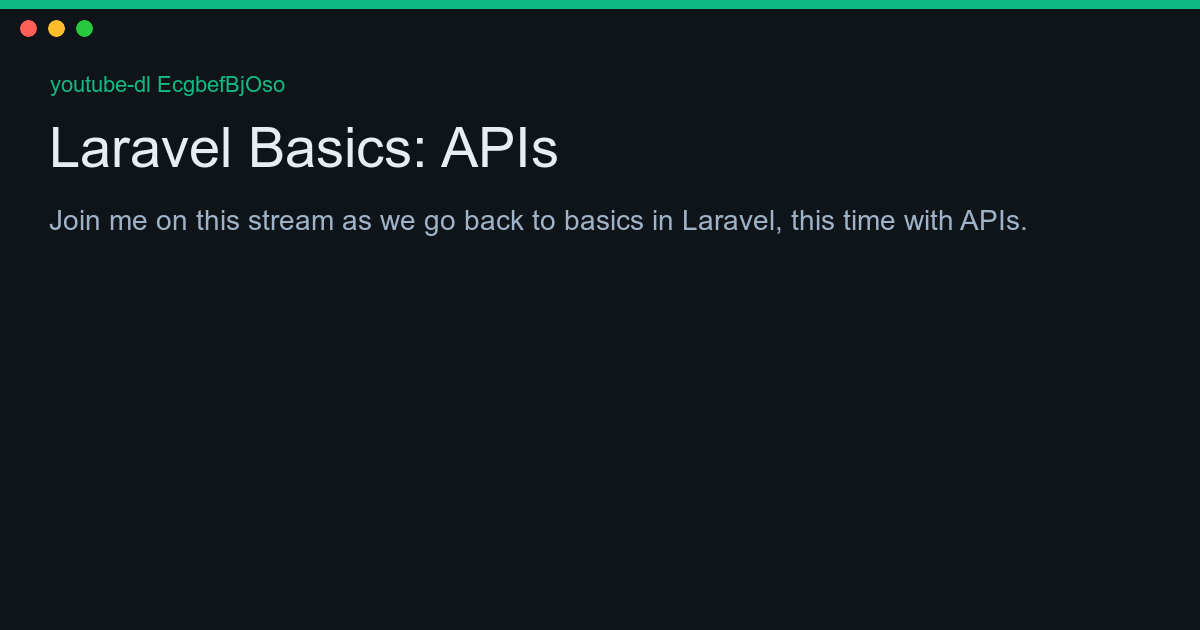 youtube-dl EcgbefBjOso
Laravel Basics: APIs
Join me on this stream as we go back to basics in Laravel, this time with APIs.